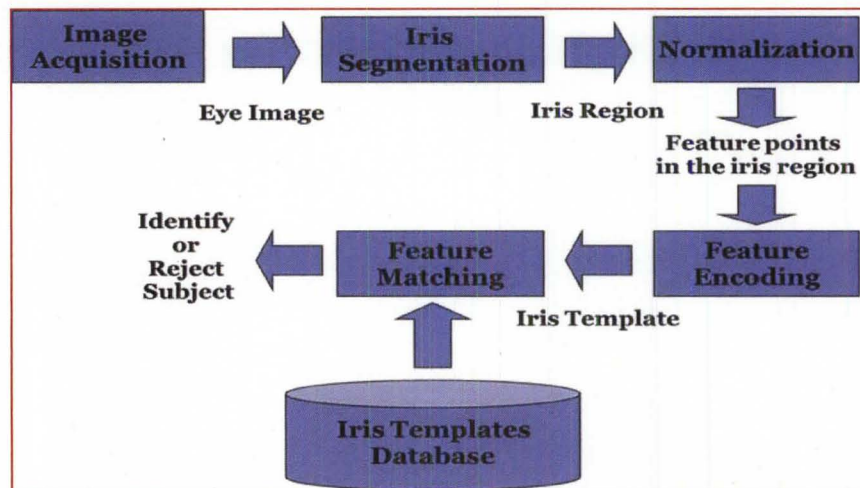 Image
Acquisition
Iris
Segmentation
Normalization
Eye Image
Iris Region
Feature points
in the iris region
Identify
or
Reject
Subject
Feature
Matching
Feature
Encoding
Iris Template
Iris Templates
Database